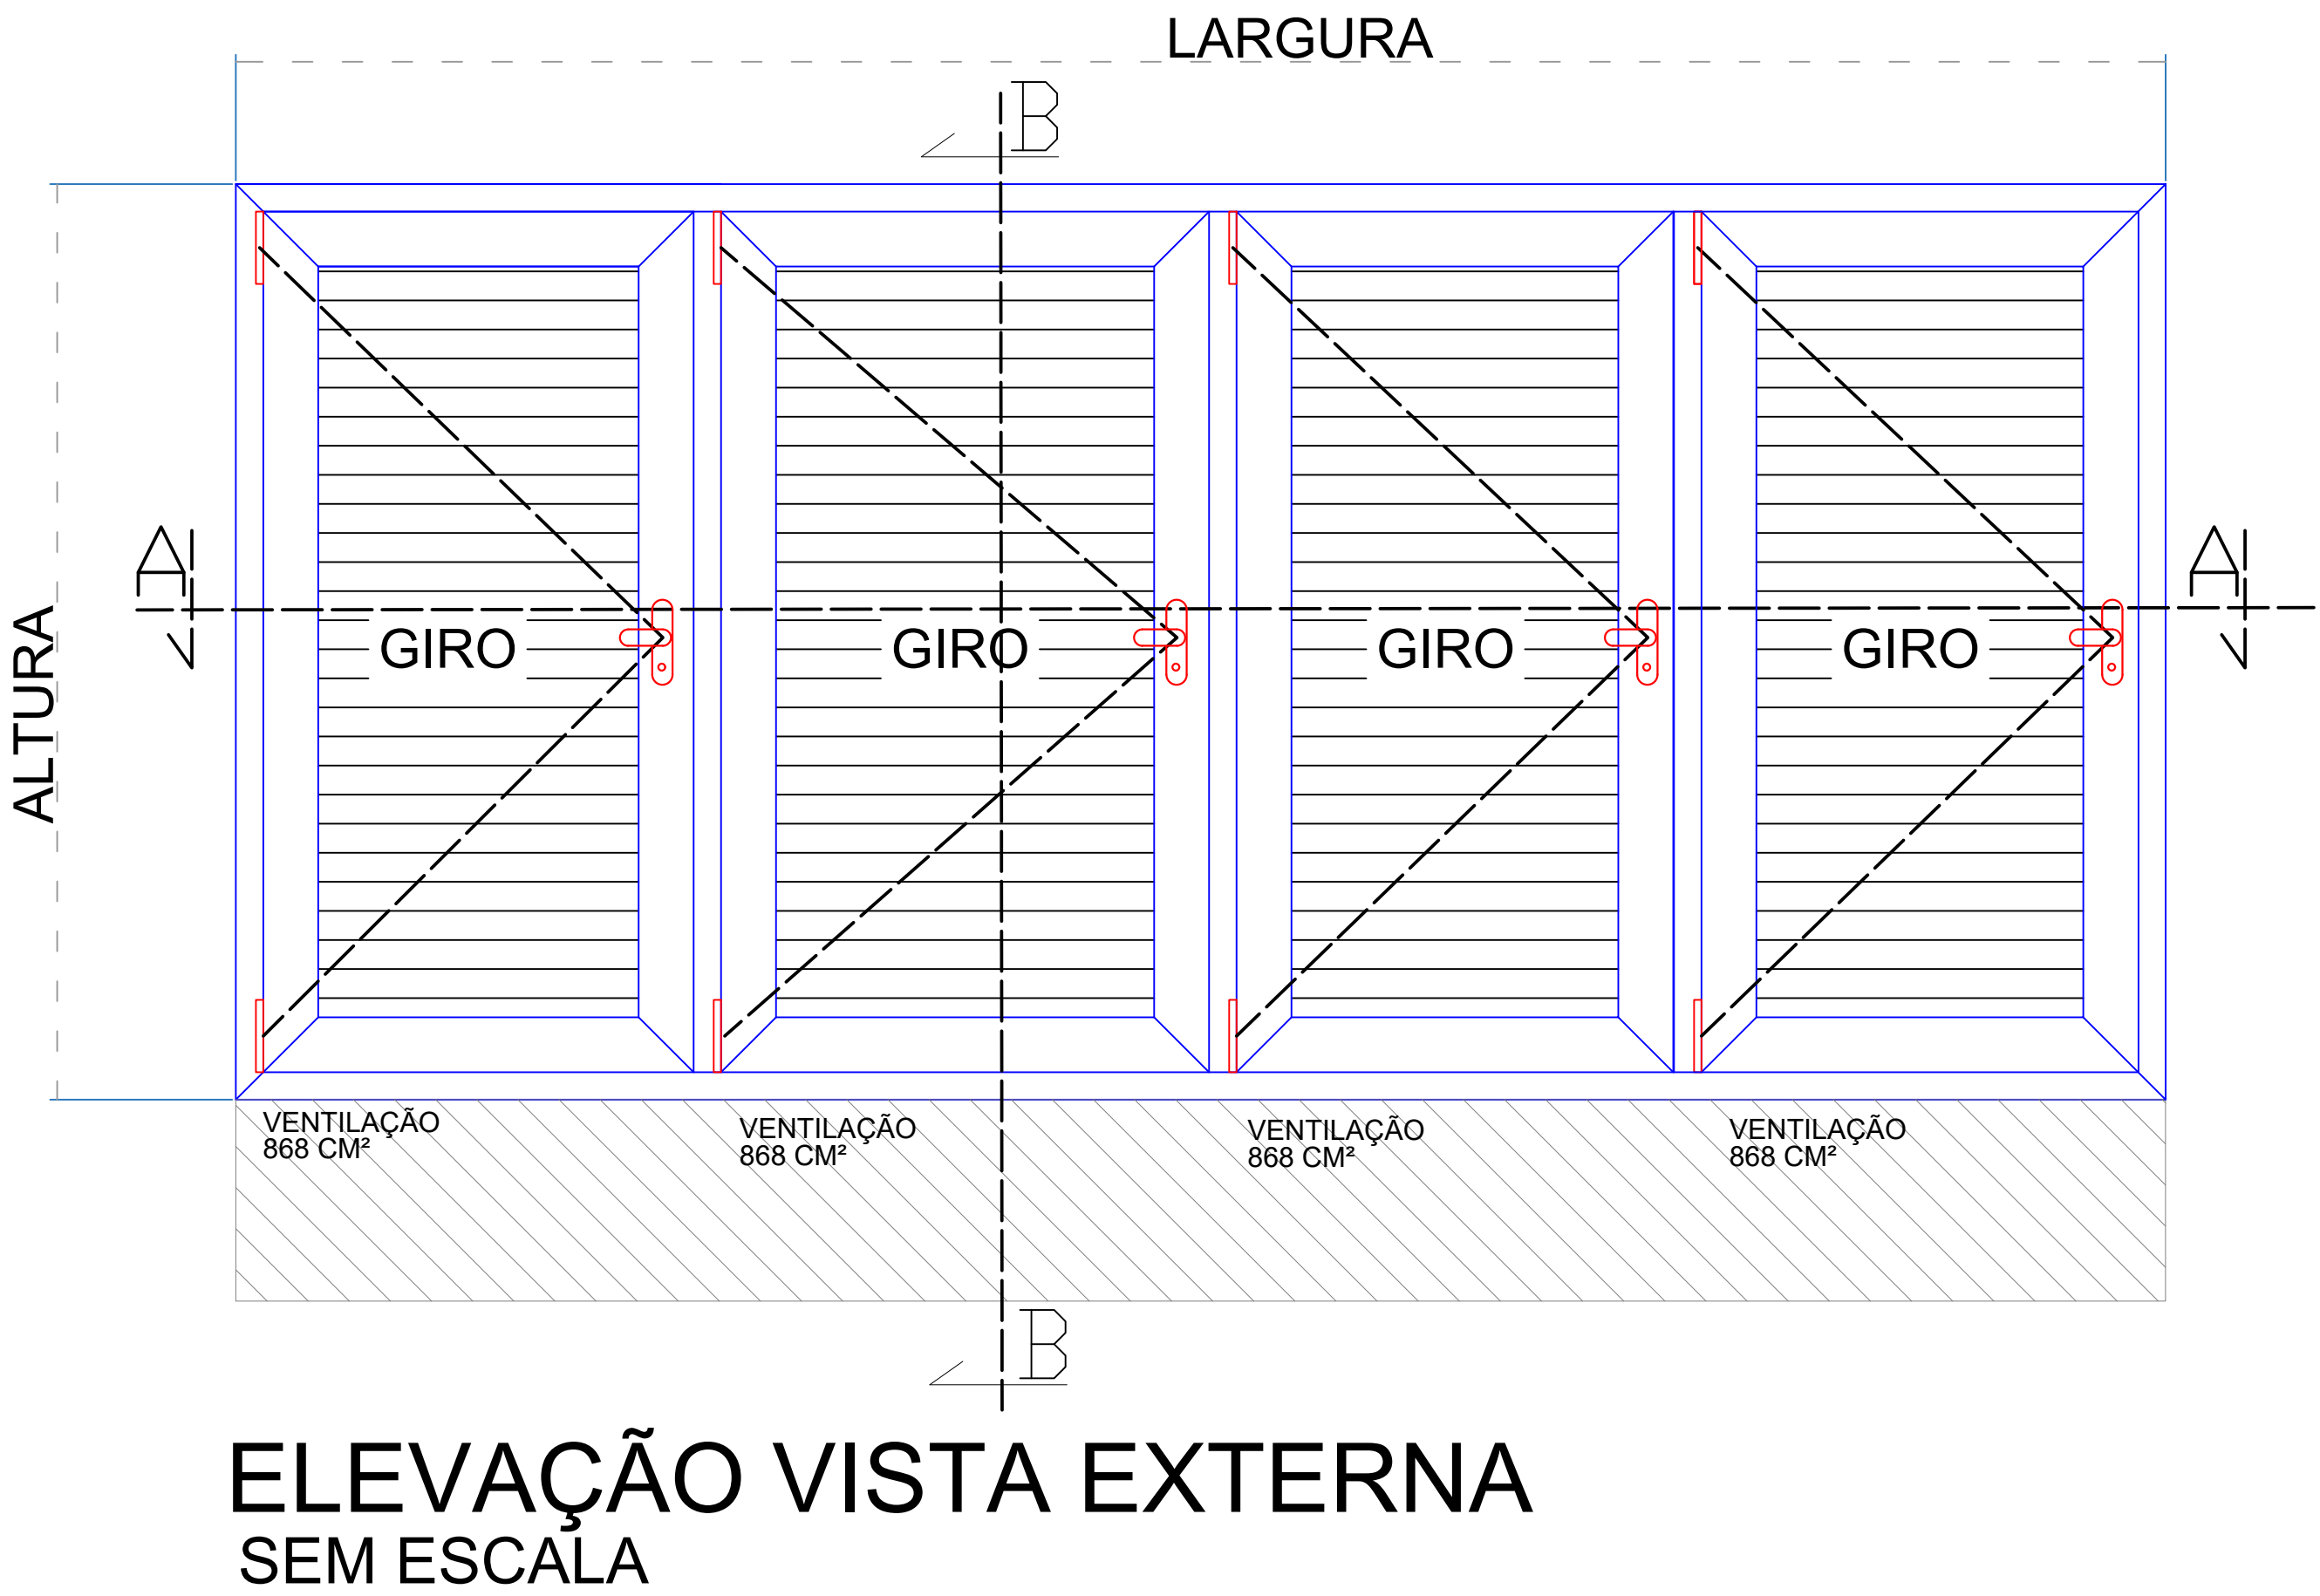 LARGURA
B
A
A
ALTURA
GIRO
GIRO
GIRO
GIRO
VENTILAÇÃO
868 CM²
VENTILAÇÃO
868 CM²
VENTILAÇÃO
868 CM²
VENTILAÇÃO
868 CM²
B
ELEVAÇÃO VISTA EXTERNA
SEM ESCALA